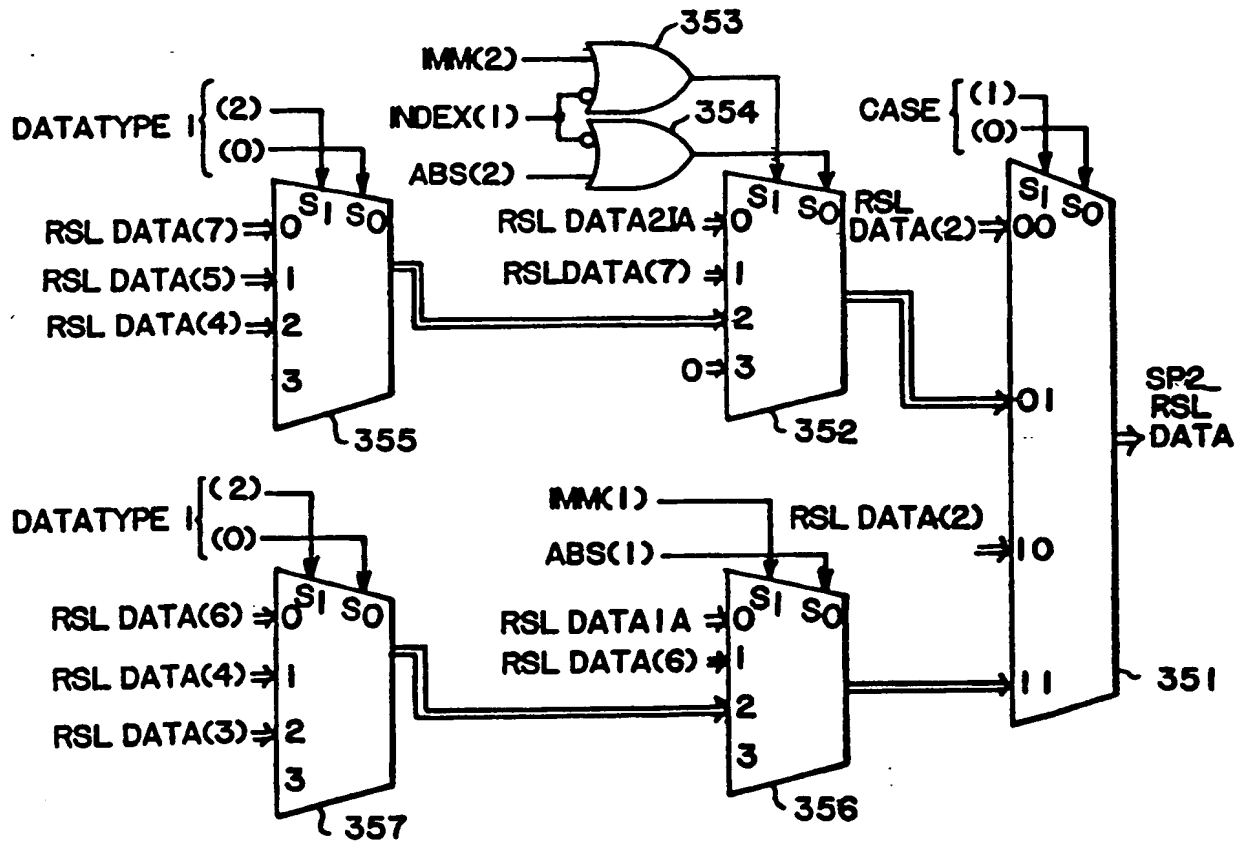 353
IMM(2)
INDEX(1)
354
ABS(2)
DATATYPE 1 (2)
(0)
CASE (1)
(0)
S1 S0
RSL DATA(7) 0
RSL DATA(5) 1
RSL DATA(4) 2
3
355
S1 S0
RSL DATA21A 0
RSLDATA(7) 1
2
0 3
352
S1 S0
RSL
DATA(2) 00
01
RSL DATA(2)
10
11
351
SP2_
RSL
DATA
DATATYPE 1 (2)
(0)
S1 S0
RSL DATA(6) 0
RSL DATA(4) 1
RSL DATA(3) 2
3
357
IMM(1)
ABS(1)
S1 S0
RSL DATA1A 0
RSL DATA(6) 1
2
3
356